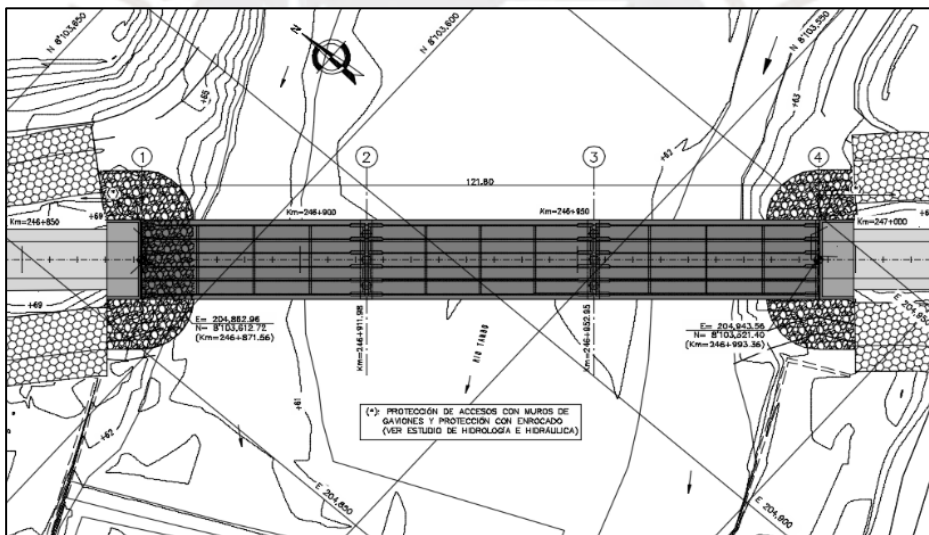 N 8'103,650
N 8'103,600
N 8'103,550
N
+65
+63
+62
1
2
3
4
121.80
+69
Km=246+850
Km=246+900
Km=246+950
Km=247+000
+69
E= 204,862.96
N= 8'103,612.72
(Km=246+871.56)
Km=246+911.98
RIO TAMBO
Km=246+952.95
E= 204,943.56
N= 8'103,521.40
(Km=246+993.36)
E 204,950
+61
(*): PROTECCIÓN DE ACCESOS CON MUROS DE
GAVIONES Y PROTECCIÓN CON ENROCADO
(VER ESTUDIO DE HIDROLOGÍA E HIDRÁULICA)
+62
E 204,850
E 204,900